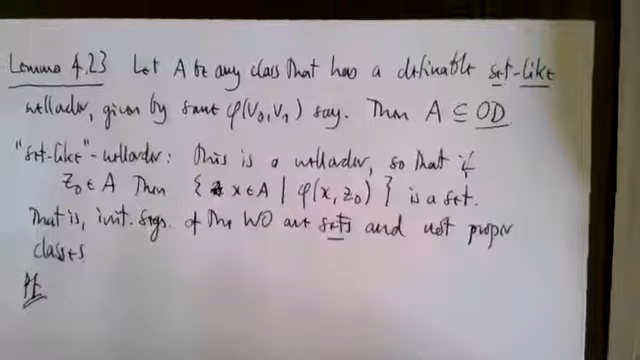 Lemma 4.23 Let A be any class that has a definable set-like
wellorder, given by some φ(v₀,v₁) say. Then A ⊆ OD
"set-like"-wellorder: This is a wellorder, so that if
z₀ ∈ A then { x ∈ A | φ(x, z₀) } is a set.
That is, init. segs. of the WO are sets and not proper
classes
Pf